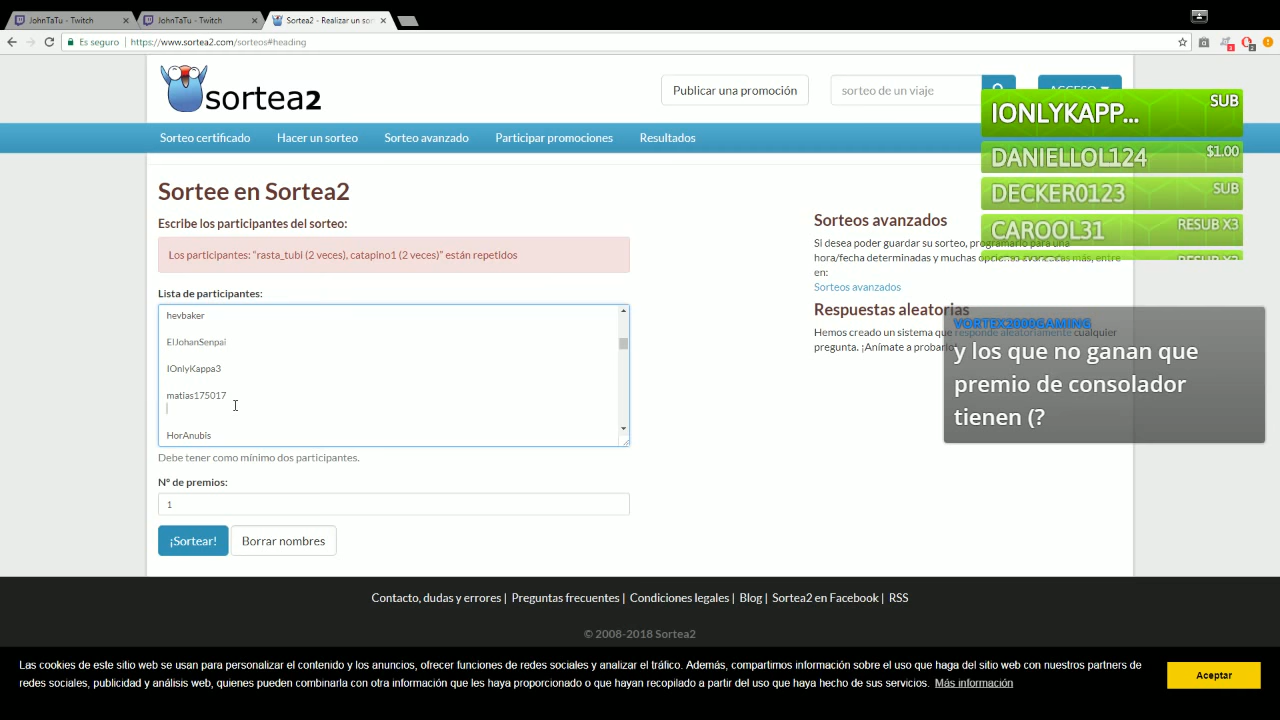 JohnTaTu - Twitch
JohnTaTu - Twitch
Sortea2 - Realizar un sor
Es seguro
https://www.sortea2.com/sorteos#heading
sortea2
Publicar una promoción
sorteo de un viaje
ACCESO
Sorteo certificado
Hacer un sorteo
Sorteo avanzado
Participar promociones
Resultados
IONLYKAPP... SUB
DANIELLOL124 $1.00
DECKER0123 SUB
CAROOL31 RESUB X3
Sortee en Sortea2
Escribe los participantes del sorteo:
Los participantes: "rasta_tubi (2 veces), catapino1 (2 veces)" están repetidos
Lista de participantes:
hevbaker
ElJohanSenpai
IOnlyKappa3
matias175017
HorAnubis
Debe tener como mínimo dos participantes.
Nº de premios:
1
¡Sortear!
Borrar nombres
Sorteos avanzados
Si desea poder guardar su sorteo, programarlo para una
hora/fecha determinadas y muchas opciones avanzadas más, entre
en:
Sorteos avanzados
Respuestas aleatorias
Hemos creado un sistema que responde aleatoriamente cualquier
pregunta. ¡Anímate a probarlo!
VORTEX2000GAMIING
y los que no ganan que
premio de consolador
tienen (?
Contacto, dudas y errores | Preguntas frecuentes | Condiciones legales | Blog | Sortea2 en Facebook | RSS
© 2008-2018 Sortea2
Las cookies de este sitio web se usan para personalizar el contenido y los anuncios, ofrecer funciones de redes sociales y analizar el tráfico. Además, compartimos información sobre el uso que haga del sitio web con nuestros partners de
redes sociales, publicidad y análisis web, quienes pueden combinarla con otra información que les haya proporcionado o que hayan recopilado a partir del uso que haya hecho de sus servicios. Más información
Aceptar